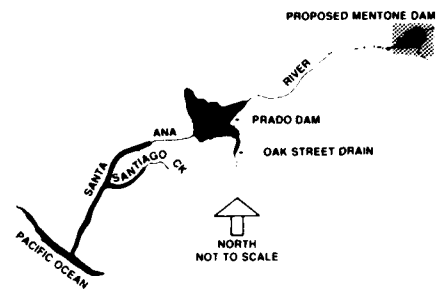 PROPOSED MENTONE DAM
RIVER
PRADO DAM
ANA
OAK STREET DRAIN
SANTIAGO CK
SANTA
NORTH
NOT TO SCALE
PACIFIC OCEAN